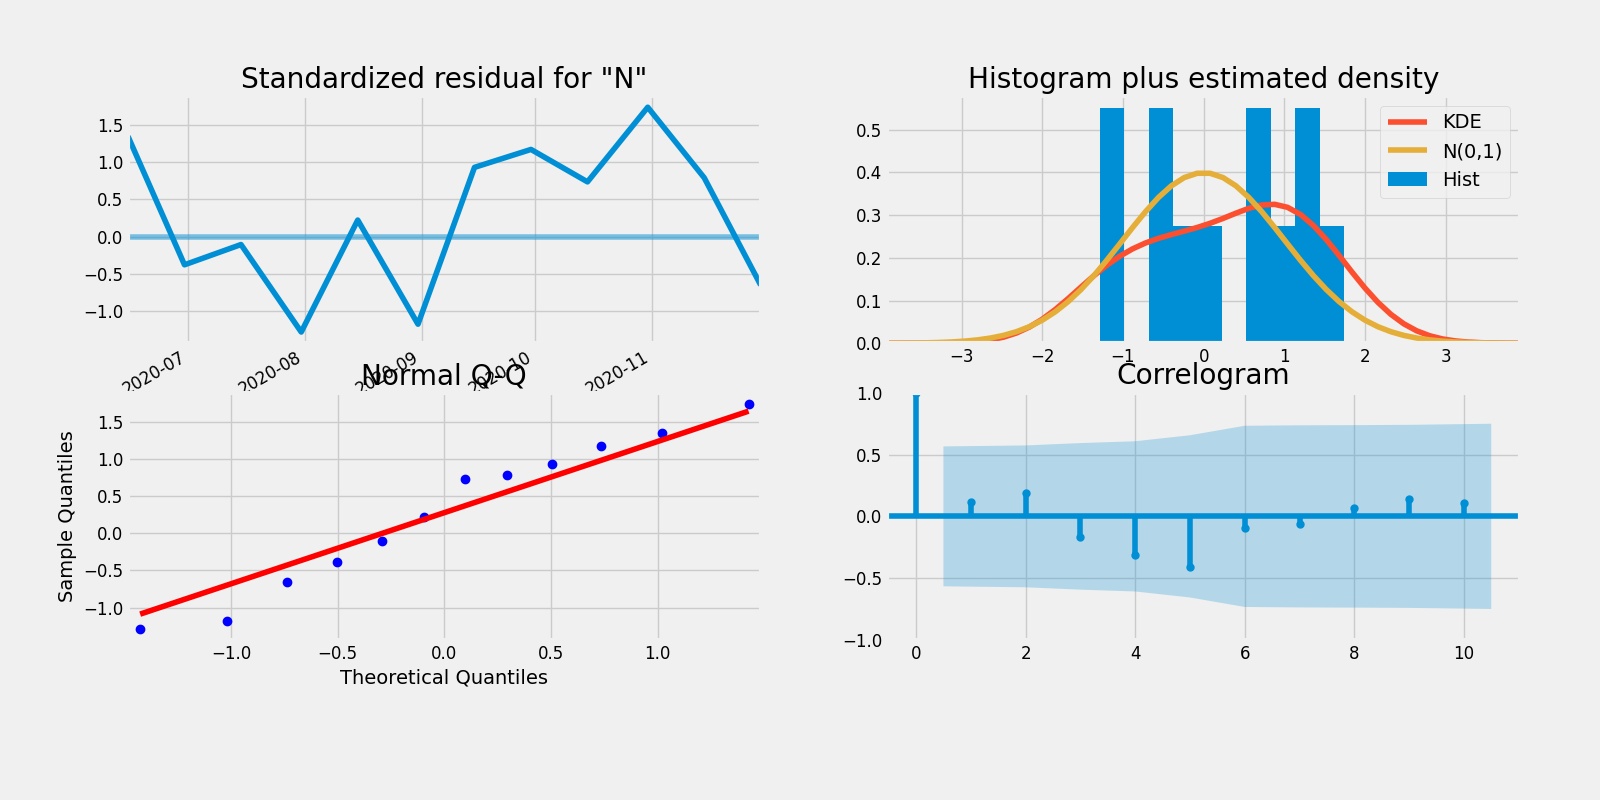 Standardized residual for "N"
1.5
1.0
0.5
0.0
−0.5
−1.0
2020-07 2020-08 2020-09 2020-10 2020-11
Histogram plus estimated density
KDE
N(0,1)
Hist
0.5
0.4
0.3
0.2
0.1
0.0
−3 −2 −1 0 1 2 3
Normal Q-Q
Sample Quantiles
1.5
1.0
0.5
0.0
−0.5
−1.0
−1.0 −0.5 0.0 0.5 1.0
Theoretical Quantiles
Correlogram
1.0
0.5
0.0
−0.5
−1.0
0 2 4 6 8 10